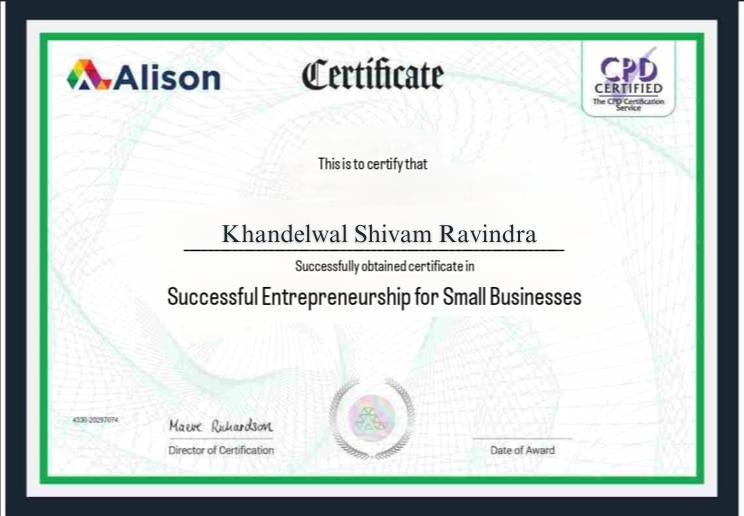 Alison
Certificate
CPD
CERTIFIED
The CPD Certification
Service
This is to certify that
Khandelwal Shivam Ravindra
Successfully obtained certificate in
Successful Entrepreneurship for Small Businesses
4330-20297074
Maeve Richardson
Director of Certification
Date of Award